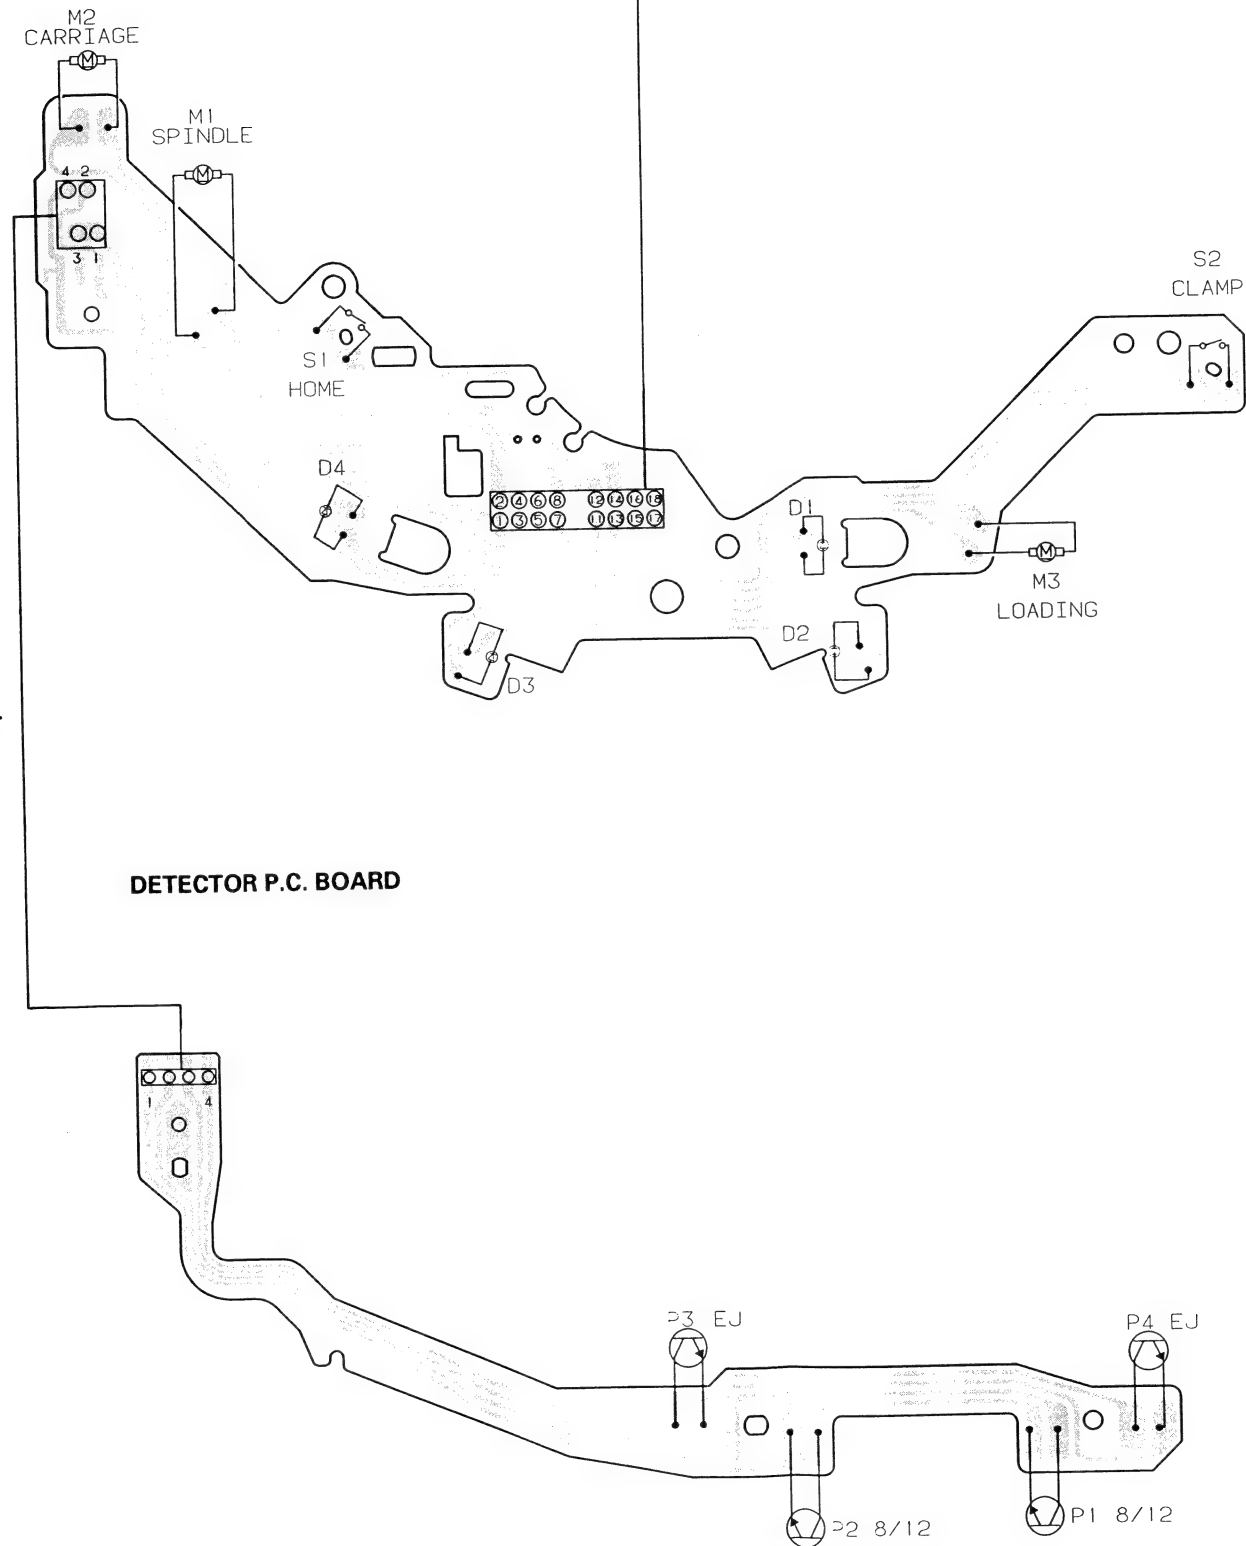 M2
CARRIAGE
M
M1
SPINDLE
M
4 2
3 1
S1
HOME
S2
CLAMP
D4
2 4 6 8 12 14 16 18
1 3 5 7 11 13 15 17
D1
M
M3
LOADING
D2
D3
DETECTOR P.C. BOARD
1 4
P3 EJ
P4 EJ
P2 8/12
P1 8/12